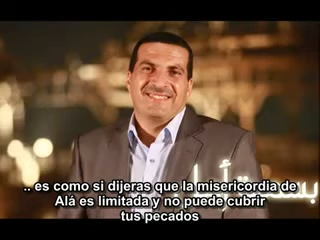 .. es como si dijeras que la misericordia de
Alá es limitada y no puede cubrir
tus pecados